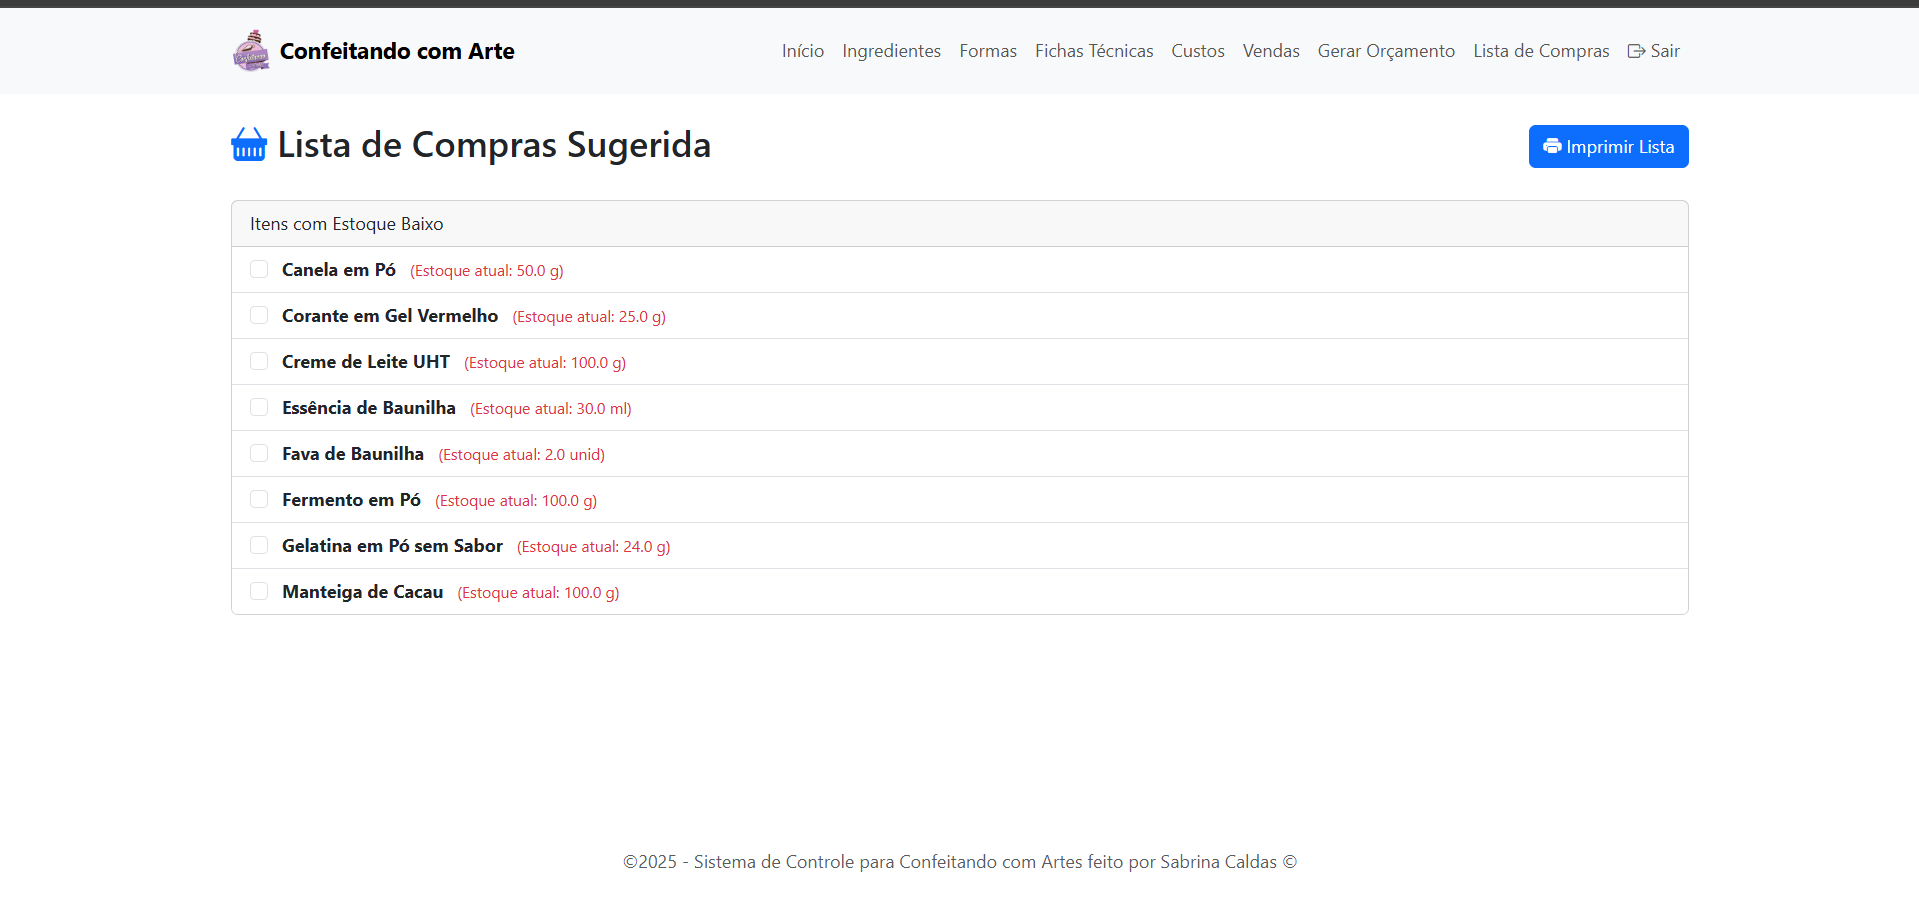 Confeitando com Arte
Início Ingredientes Formas Fichas Técnicas Custos Vendas Gerar Orçamento Lista de Compras Sair
Lista de Compras Sugerida
Imprimir Lista
Itens com Estoque Baixo
Canela em Pó (Estoque atual: 50.0 g)
Corante em Gel Vermelho (Estoque atual: 25.0 g)
Creme de Leite UHT (Estoque atual: 100.0 g)
Essência de Baunilha (Estoque atual: 30.0 ml)
Fava de Baunilha (Estoque atual: 2.0 unid)
Fermento em Pó (Estoque atual: 100.0 g)
Gelatina em Pó sem Sabor (Estoque atual: 24.0 g)
Manteiga de Cacau (Estoque atual: 100.0 g)
©2025 - Sistema de Controle para Confeitando com Artes feito por Sabrina Caldas ©